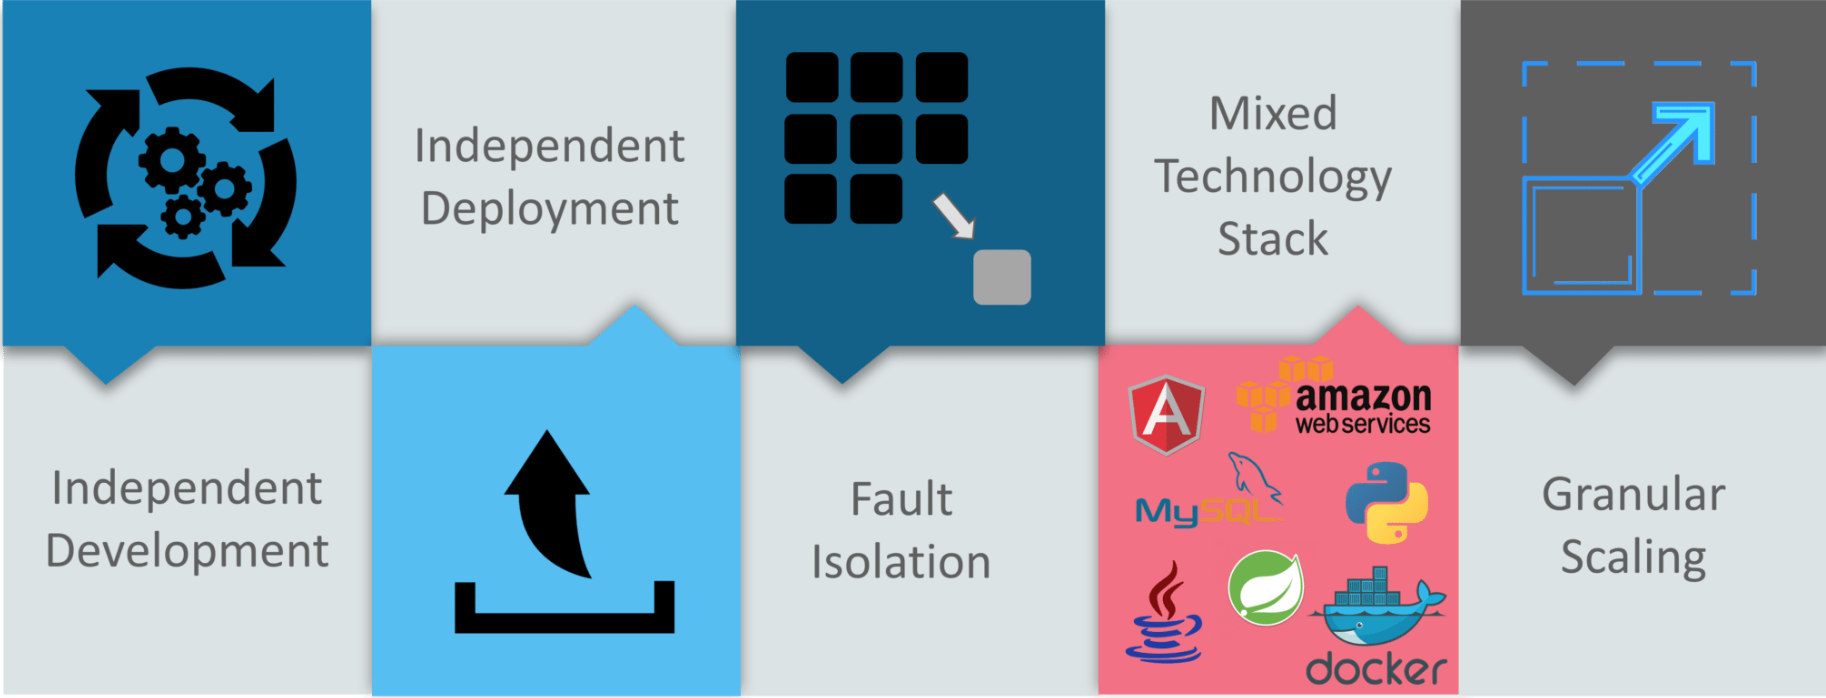 Independent
Development
Independent
Deployment
Fault
Isolation
Mixed
Technology
Stack
amazon
web services
MySQL
docker
Granular
Scaling